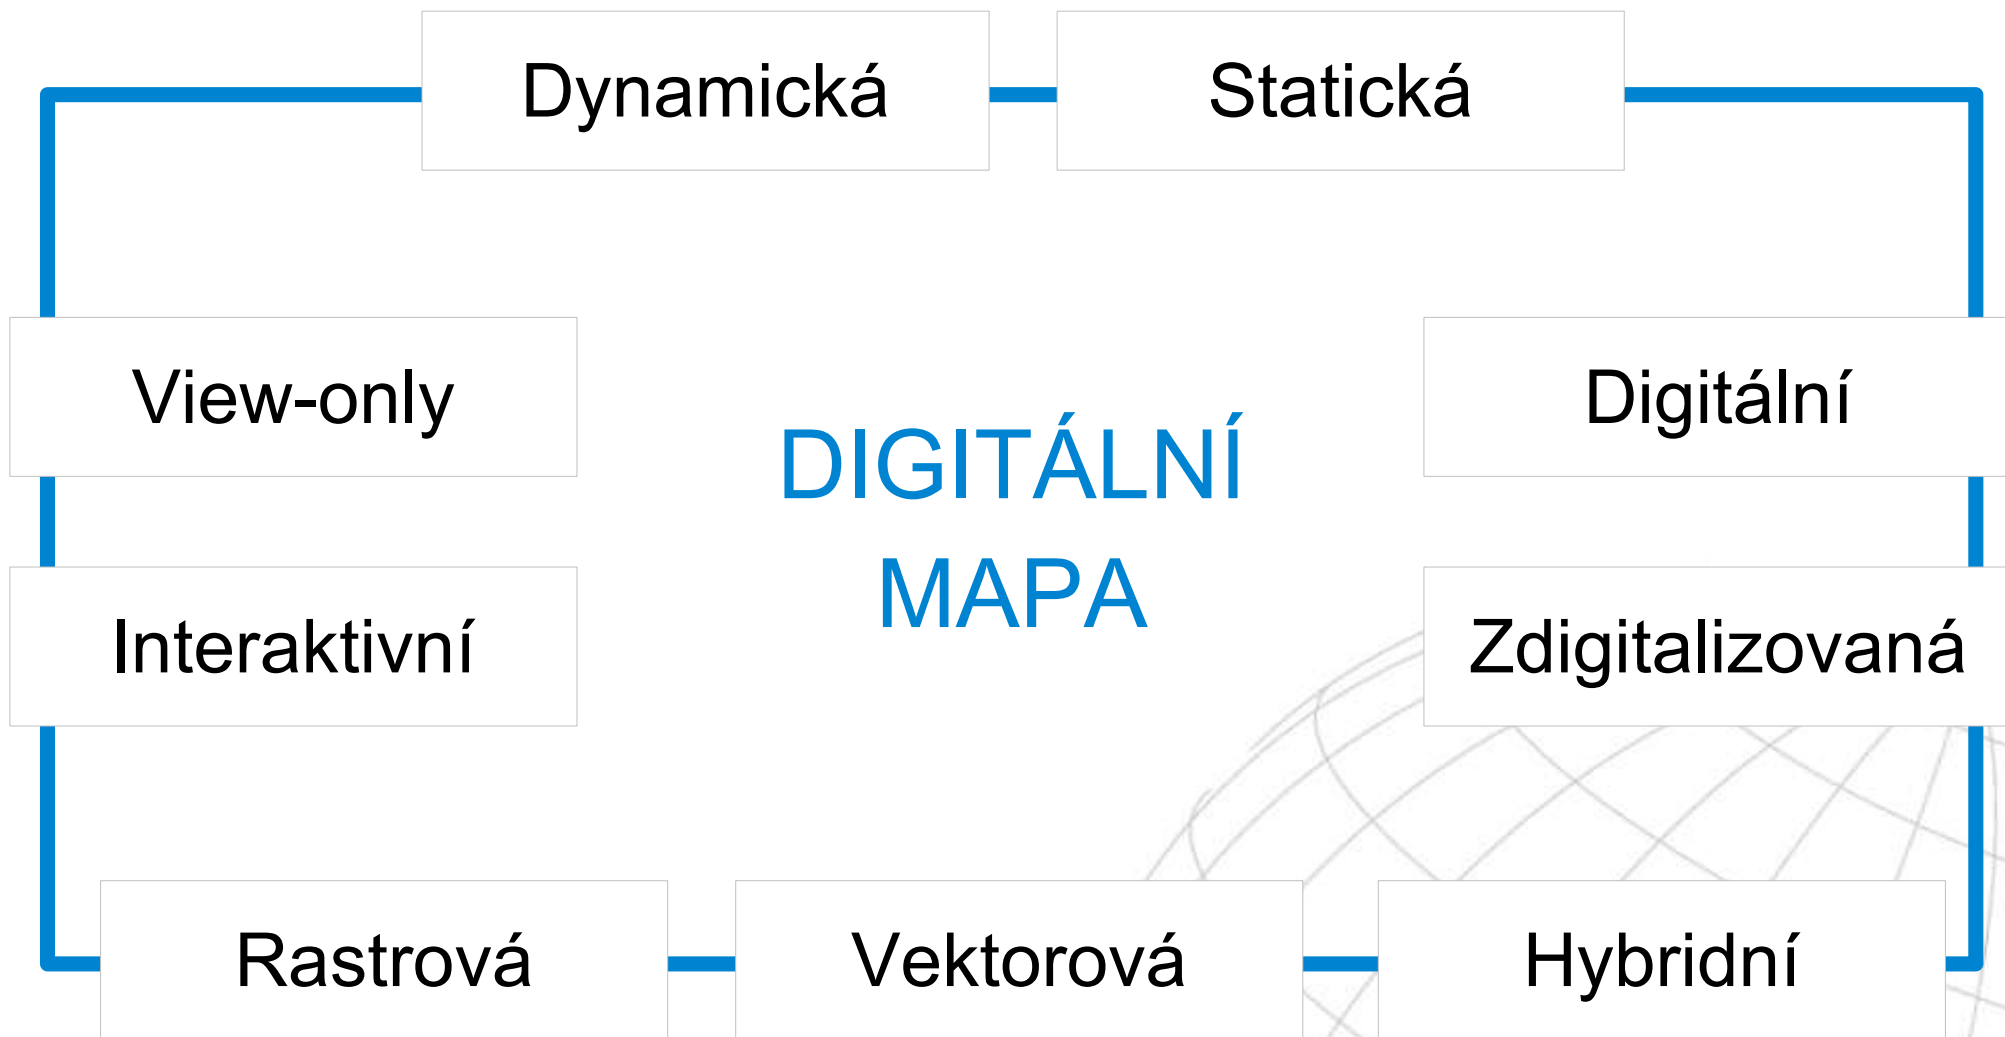 Dynamická
Statická
View-only
Digitální
DIGITÁLNÍ
MAPA
Interaktivní
Zdigitalizovaná
Rastrová
Vektorová
Hybridní